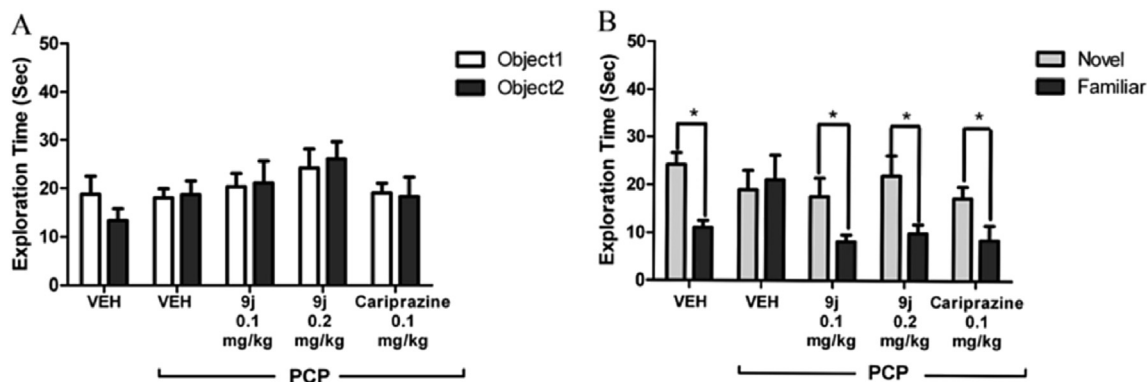 A
Exploration Time (Sec)
50
40
30
20
10
0
Object1
Object2
VEH
VEH
9j
0.1
mg/kg
9j
0.2
mg/kg
Cariprazine
0.1
mg/kg
PCP
B
Exploration Time (Sec)
50
40
30
20
10
0
Novel
Familiar
*
*
*
*
VEH
VEH
9j
0.1
mg/kg
9j
0.2
mg/kg
Cariprazine
0.1
mg/kg
PCP